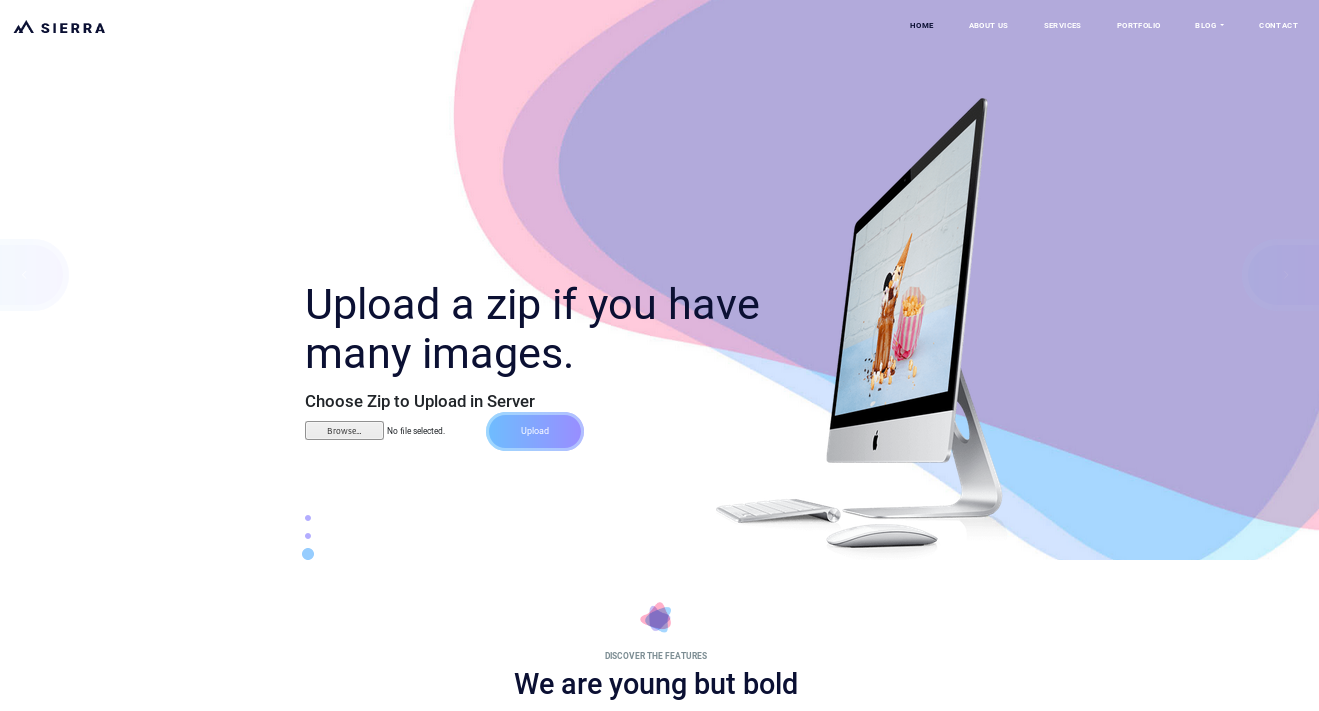 SIERRA
HOME ABOUT US SERVICES PORTFOLIO BLOG CONTACT
Upload a zip if you have
many images.
Choose Zip to Upload in Server
Browse... No file selected. Upload
DISCOVER THE FEATURES
We are young but bold